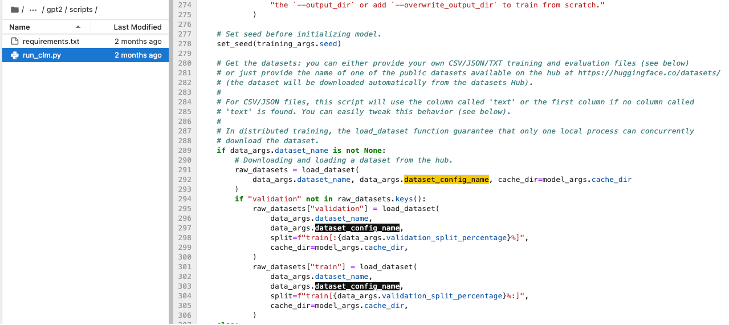 / ... / gpt2 / scripts /
Name Last Modified
requirements.txt 2 months ago
run_clm.py 2 months ago
274 "the `--output_dir` or add `--overwrite_output_dir` to train from scratch."
275 )
276
277 # Set seed before initializing model.
278 set_seed(training_args.seed)
279
280 # Get the datasets: you can either provide your own CSV/JSON/TXT training and evaluation files (see below)
281 # or just provide the name of one of the public datasets available on the hub at https://huggingface.co/datasets/
282 # (the dataset will be downloaded automatically from the datasets Hub).
283 #
284 # For CSV/JSON files, this script will use the column called 'text' or the first column if no column called
285 # 'text' is found. You can easily tweak this behavior (see below).
286 #
287 # In distributed training, the load_dataset function guarantee that only one local process can concurrently
288 # download the dataset.
289 if data_args.dataset_name is not None:
290 # Downloading and loading a dataset from the hub.
291 raw_datasets = load_dataset(
292 data_args.dataset_name, data_args.dataset_config_name, cache_dir=model_args.cache_dir
293 )
294 if "validation" not in raw_datasets.keys():
295 raw_datasets["validation"] = load_dataset(
296 data_args.dataset_name,
297 data_args.dataset_config_name,
298 split=f"train[:{data_args.validation_split_percentage}%]",
299 cache_dir=model_args.cache_dir,
300 )
301 raw_datasets["train"] = load_dataset(
302 data_args.dataset_name,
303 data_args.dataset_config_name,
304 split=f"train[{data_args.validation_split_percentage}%:]",
305 cache_dir=model_args.cache_dir,
306 )